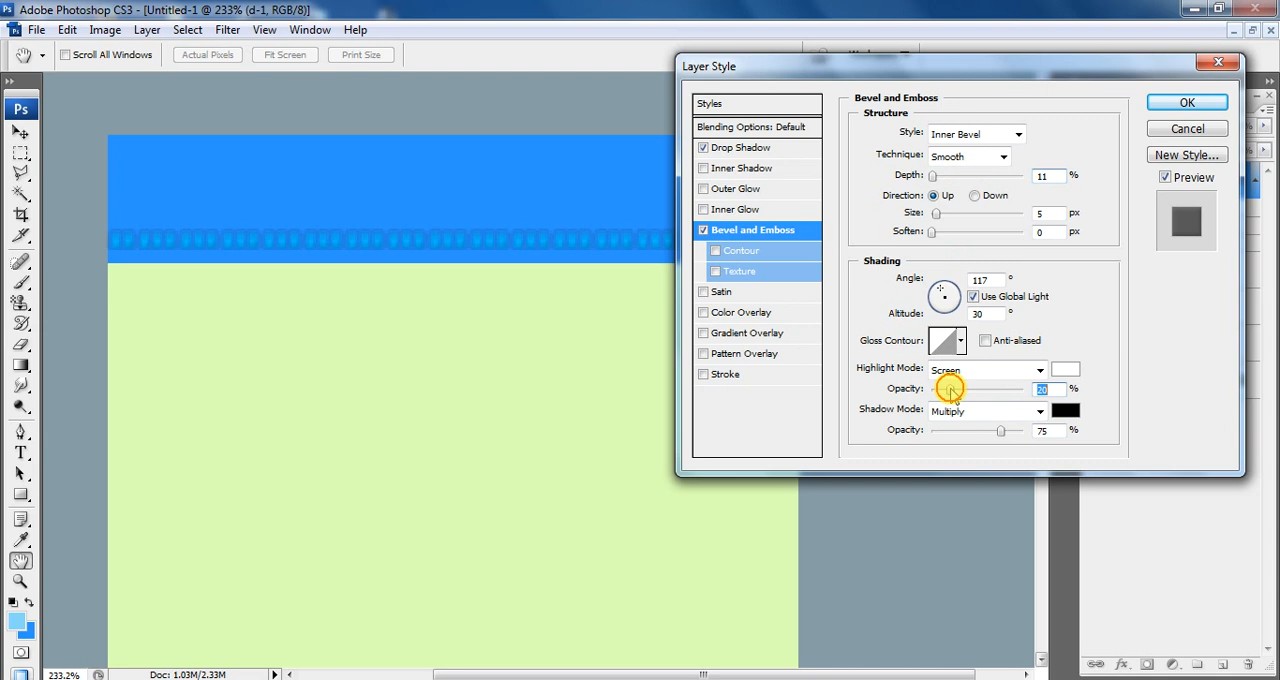 Ps Adobe Photoshop CS3 - [Untitled-1 @ 233% (d-1, RGB/8)]
File Edit Image Layer Select Filter View Window Help
Scroll All Windows Actual Pixels Fit Screen Print Size
Ps
Layer Style
Styles
Blending Options: Default
Drop Shadow
Inner Shadow
Outer Glow
Inner Glow
Bevel and Emboss
Contour
Texture
Satin
Color Overlay
Gradient Overlay
Pattern Overlay
Stroke
Bevel and Emboss
Structure
Style: Inner Bevel
Technique: Smooth
Depth: 11 %
Direction: Up Down
Size: 5 px
Soften: 0 px
Shading
Angle: 117 °
Use Global Light
Altitude: 30 °
Gloss Contour: Anti-aliased
Highlight Mode: Screen
Opacity: 20 %
Shadow Mode: Multiply
Opacity: 75 %
OK
Cancel
New Style...
Preview
T
fx
233.2% Doc: 1.03M/2.33M